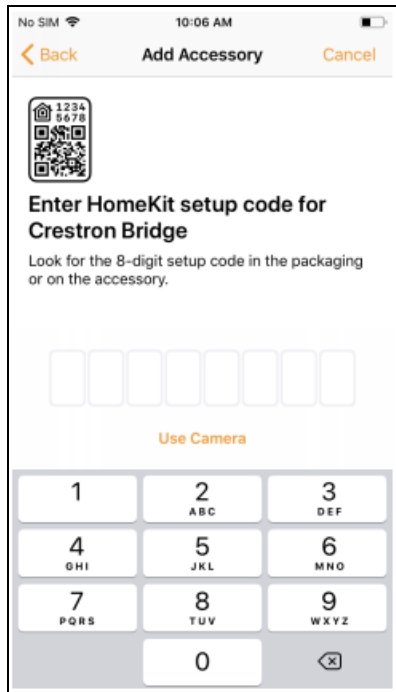 No SIM 10:06 AM
Back Add Accessory Cancel
1234
5678
Enter HomeKit setup code for
Crestron Bridge
Look for the 8-digit setup code in the packaging
or on the accessory.
Use Camera
1 2 3
ABC DEF
4 5 6
GHI JKL MNO
7 8 9
PQRS TUV WXYZ
0